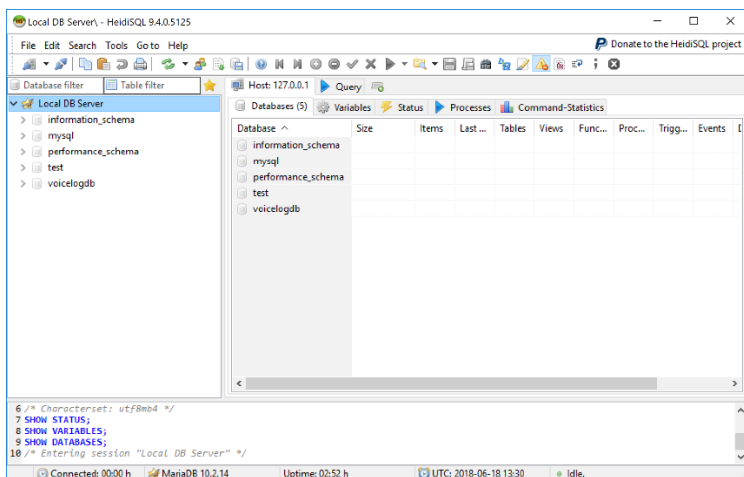 Local DB Server\ - HeidiSQL 9.4.0.5125
File Edit Search Tools Go to Help
Donate to the HeidiSQL project
Database filter Table filter Host: 127.0.0.1 Query
Local DB Server
information_schema
mysql
performance_schema
test
voicelogdb
Databases (5) Variables Status Processes Command-Statistics
Database Size Items Last ... Tables Views Func... Proc... Trigg... Events D
information_schema
mysql
performance_schema
test
voicelogdb
6 /* Characterset: utf8mb4 */
7 SHOW STATUS;
8 SHOW VARIABLES;
9 SHOW DATABASES;
10 /* Entering session "Local DB Server" */
Connected: 00:00 h MariaDB 10.2.14 Uptime: 02:52 h UTC: 2018-06-18 13:30 Idle.